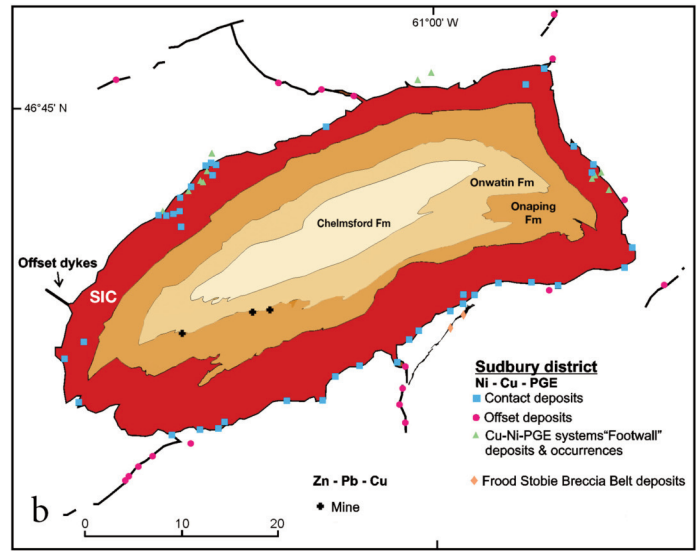 61°00' W
46°45' N
Onwatin Fm
Onaping
Fm
Chelmsford Fm
Offset dykes
SIC
Sudbury district
Ni - Cu - PGE
Contact deposits
Offset deposits
Cu-Ni-PGE systems"Footwall"
deposits & occurrences
Frood Stobie Breccia Belt deposits
Zn - Pb - Cu
Mine
b
0 10 20